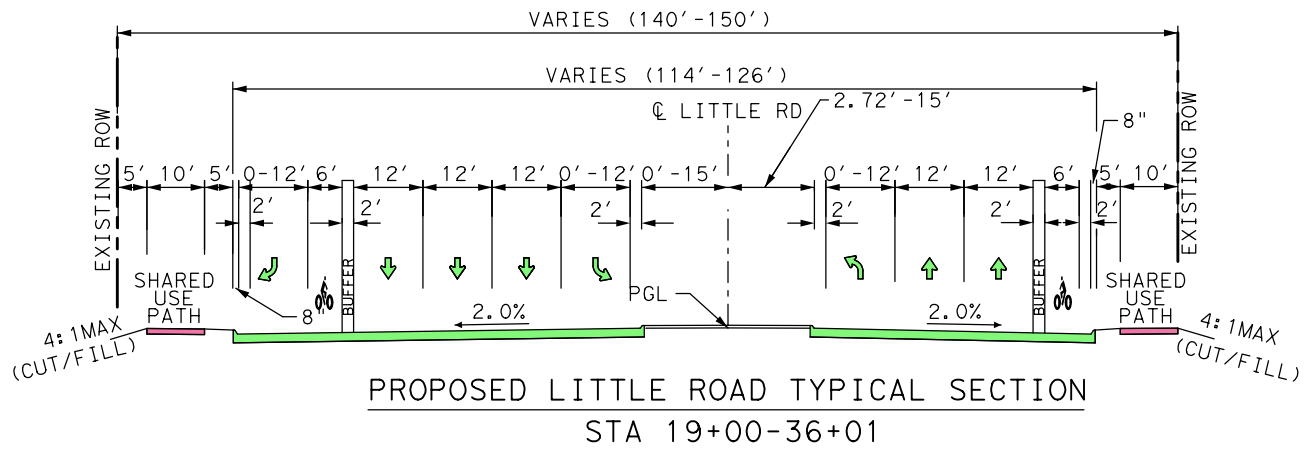 VARIES (140'-150')
VARIES (114'-126')
℄ LITTLE RD
2.72'-15'
8"
EXISTING ROW
EXISTING ROW
5' 10' 5' 0-12' 6' 12' 12' 12' 0'-12' 0'-15' 0'-12' 12' 12' 6' 5' 10'
2' 2' 2' 2' 2' 2'
BUFFER
BUFFER
SHARED
USE
PATH
SHARED
USE
PATH
8"
PGL
2.0%
2.0%
4:1MAX
(CUT/FILL)
4:1MAX
(CUT/FILL)
PROPOSED LITTLE ROAD TYPICAL SECTION
STA 19+00-36+01